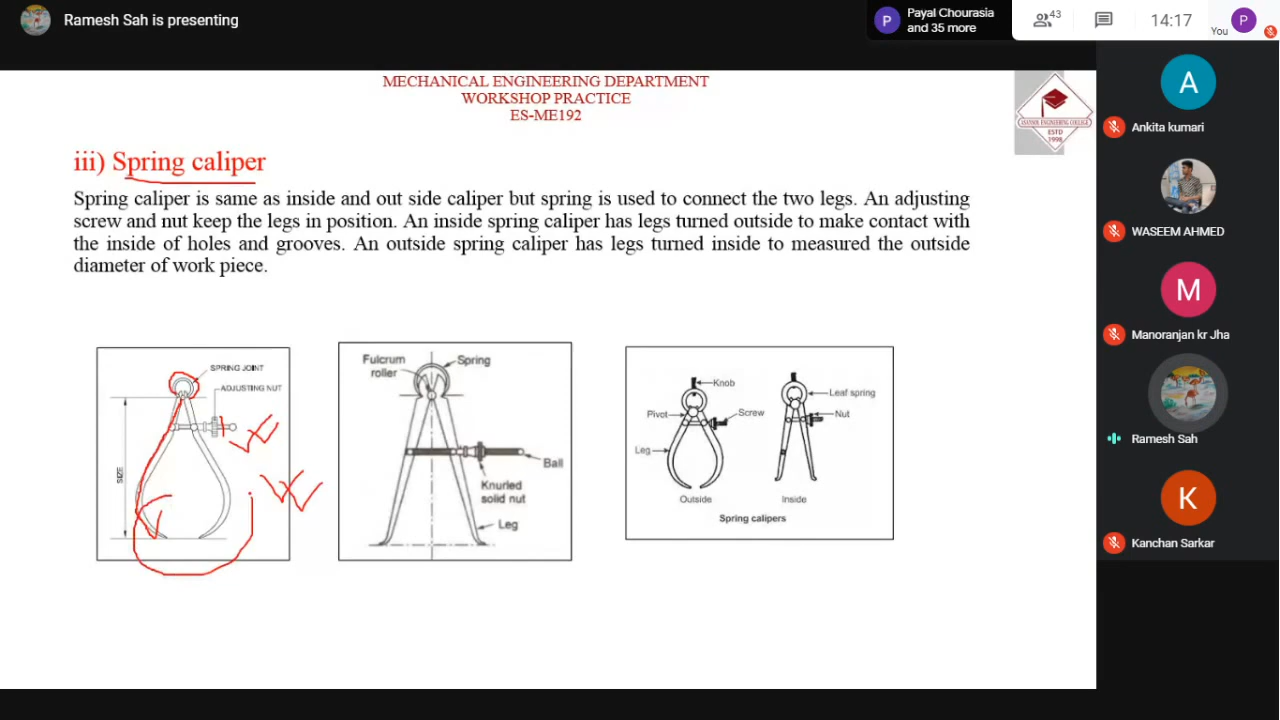 Ramesh Sah is presenting
Payal Chourasia
and 35 more
43
14:17
You
P
P
MECHANICAL ENGINEERING DEPARTMENT
WORKSHOP PRACTICE
ES-ME192
ASANSOL ENGINEERING COLLEGE
ESTD
1998
iii) Spring caliper
Spring caliper is same as inside and out side caliper but spring is used to connect the two legs. An adjusting
screw and nut keep the legs in position. An inside spring caliper has legs turned outside to make contact with
the inside of holes and grooves. An outside spring caliper has legs turned inside to measured the outside
diameter of work piece.
SPRING JOINT
ADJUSTING NUT
SIZE
Fulcrum
roller
Spring
Ball
Knurled
solid nut
Leg
Knob
Leaf spring
Pivot
Screw
Nut
Leg
Outside
Inside
Spring calipers
A
Ankita kumari
WASEEM AHMED
M
Manoranjan kr Jha
Ramesh Sah
K
Kanchan Sarkar